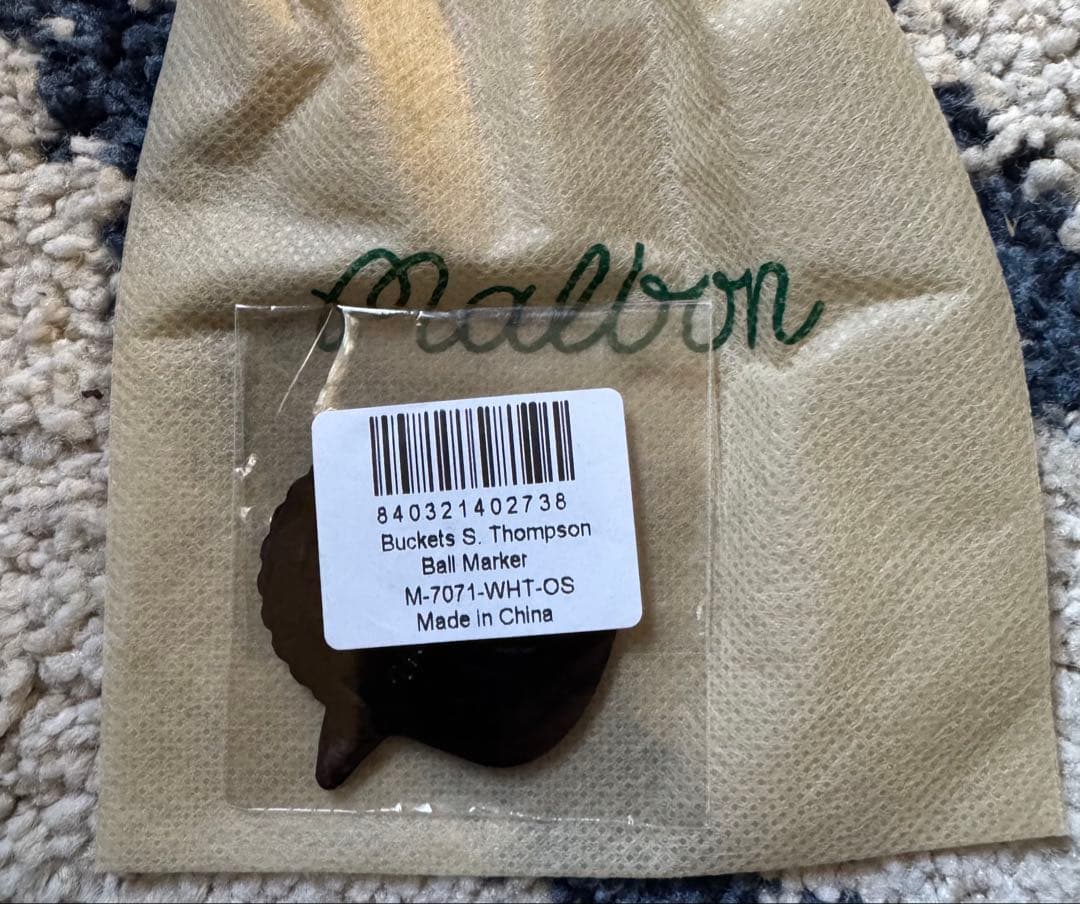 Malbon
840321402738
Buckets S. Thompson
Ball Marker
M-7071-WHT-OS
Made in China